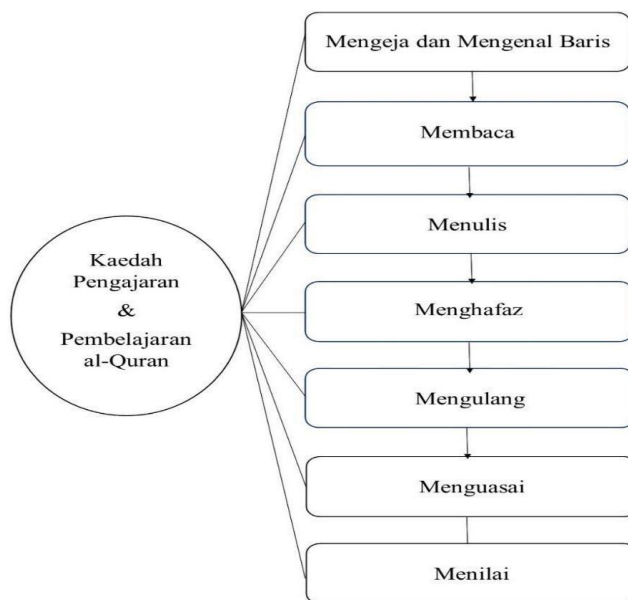 Kaedah
Pengajaran
&
Pembelajaran
al-Quran
Mengeja dan Mengenal Baris
Membaca
Menulis
Menghafaz
Mengulang
Menguasai
Menilai